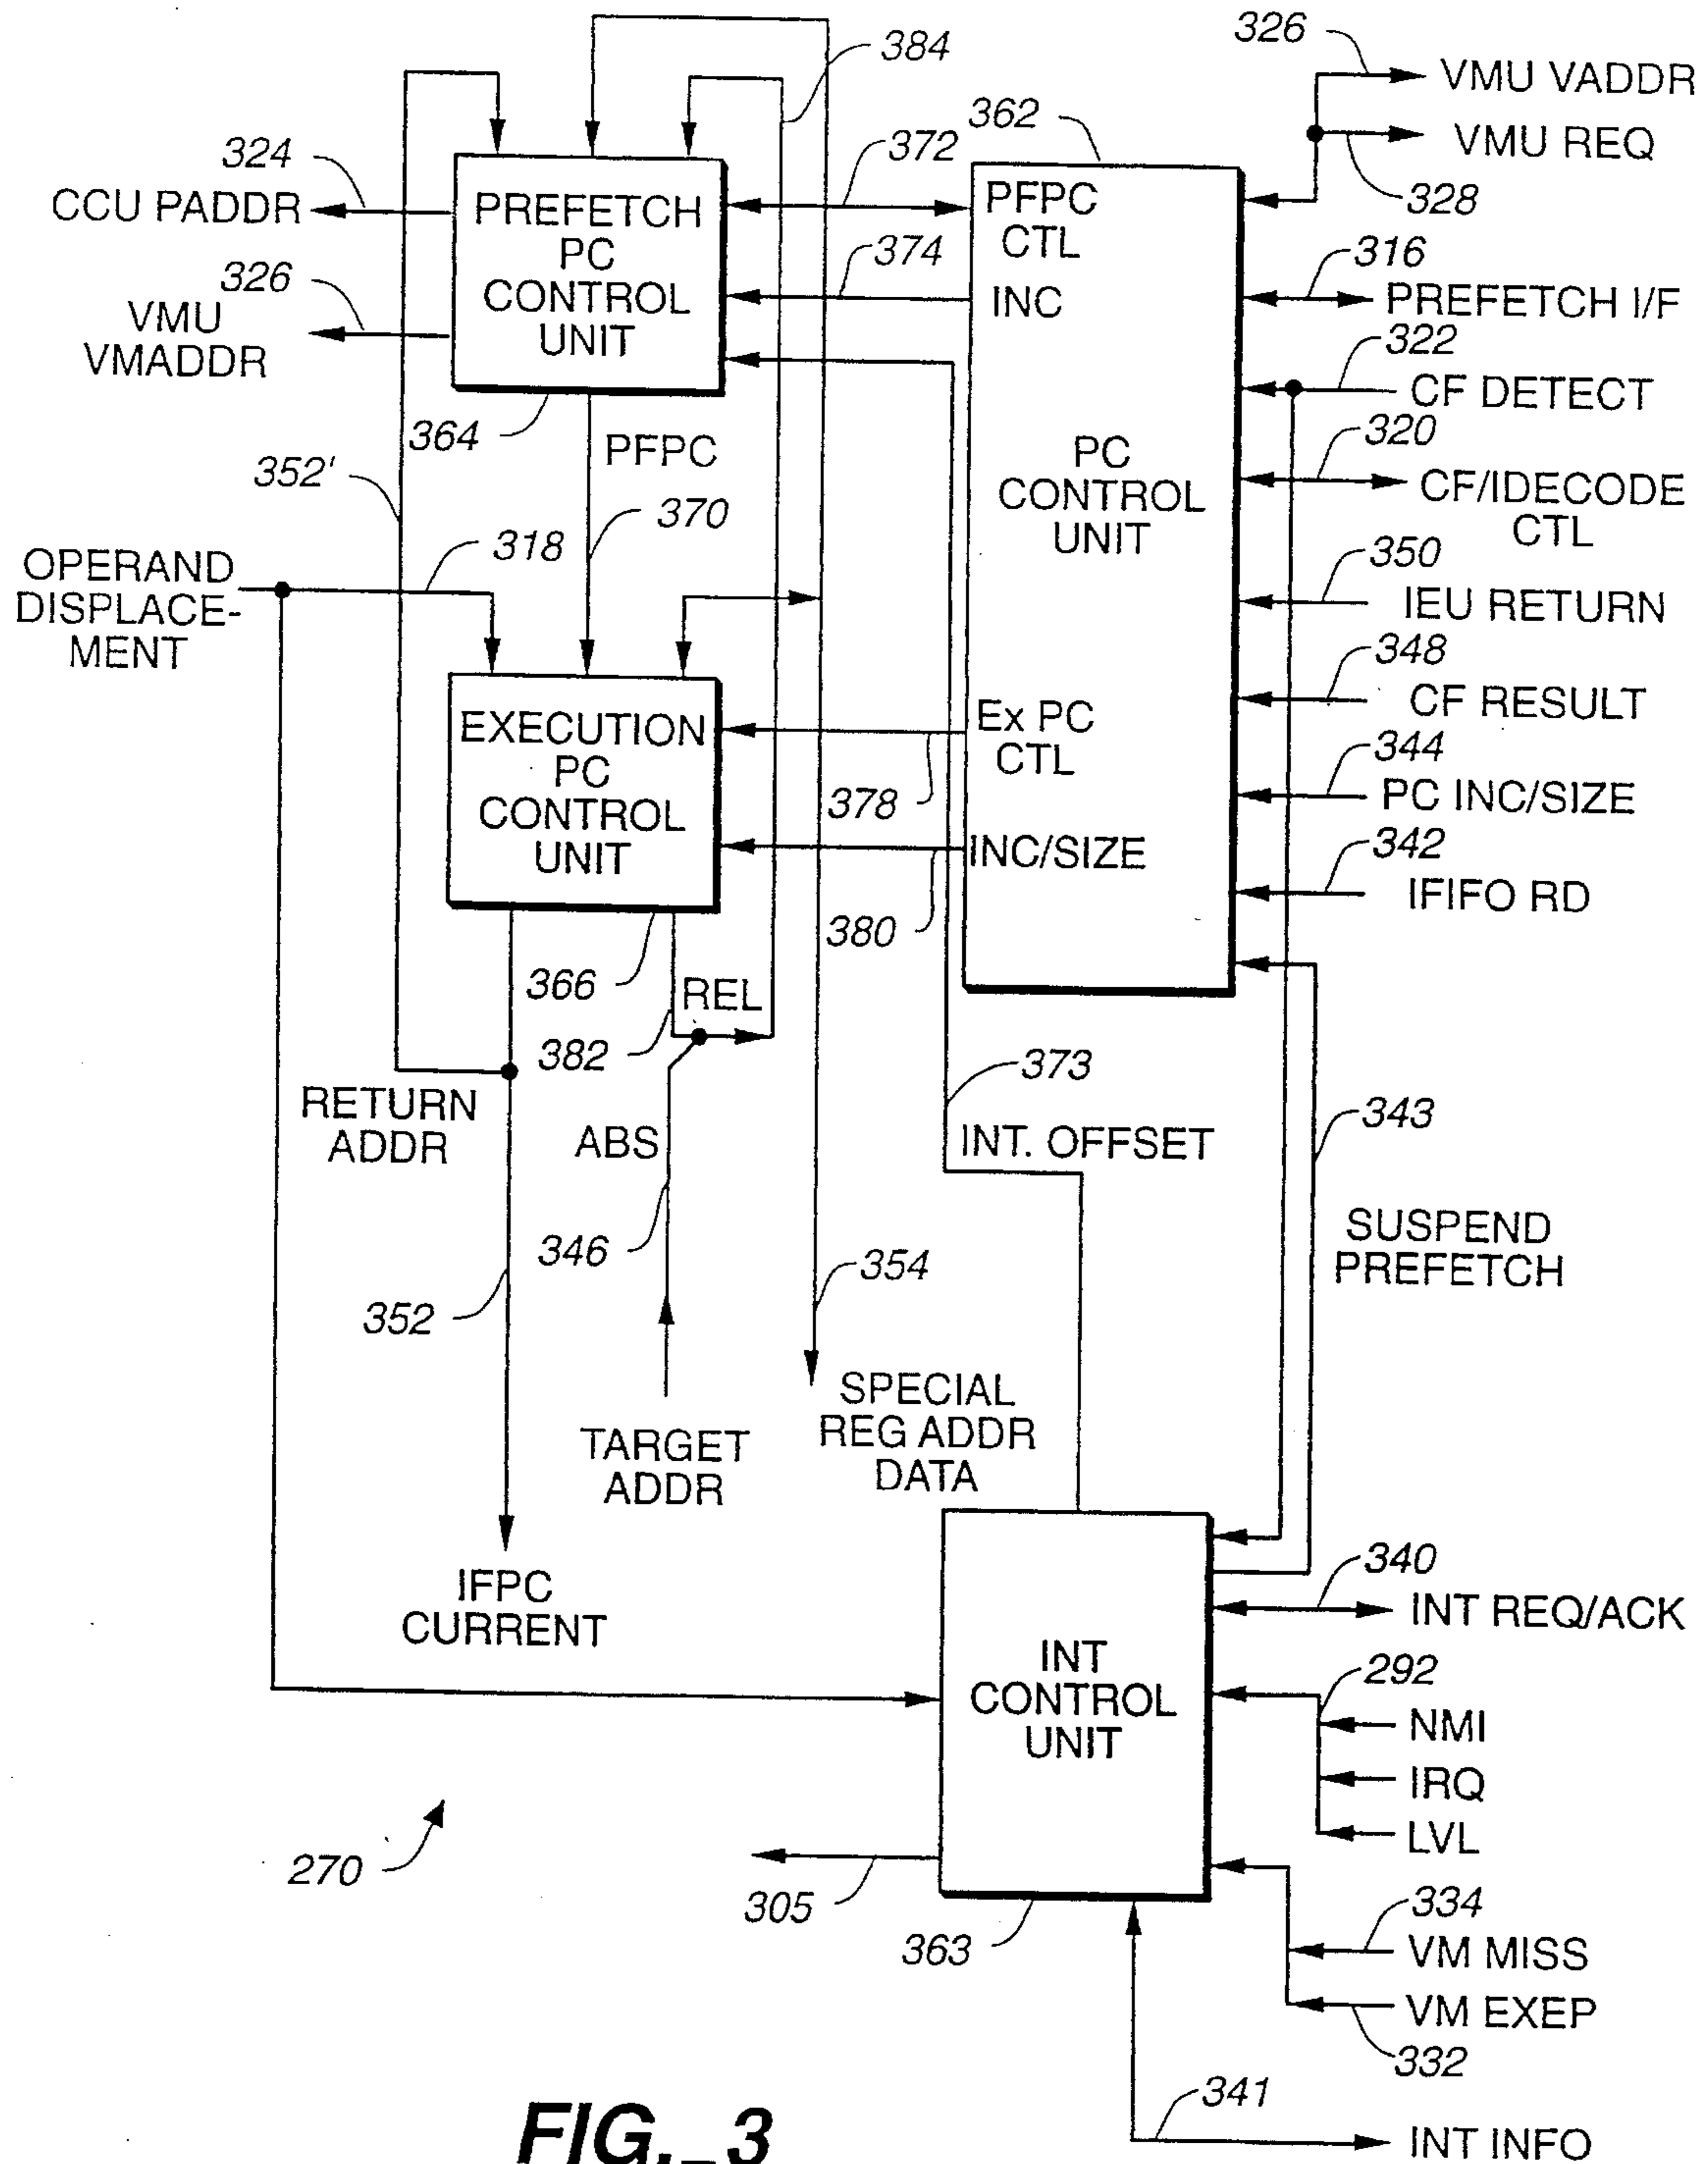 384
326
VMU VADDR
362
VMU REQ
328
324
CCU PADDR
PREFETCH
PC
CONTROL
UNIT
372
PFPC
CTL
374
INC
316
PREFETCH I/F
326
VMU
VMADDR
322
CF DETECT
364
PFPC
320
CF/IDECODE
CTL
352'
370
PC
CONTROL
UNIT
318
OPERAND
DISPLACE-
MENT
350
IEU RETURN
348
CF RESULT
EXECUTION
PC
CONTROL
UNIT
Ex PC
CTL
378
344
PC INC/SIZE
INC/SIZE
342
IFIFO RD
380
366
REL
382
373
343
RETURN
ADDR
ABS
INT. OFFSET
346
SUSPEND
PREFETCH
352
354
TARGET
ADDR
SPECIAL
REG ADDR
DATA
IFPC
CURRENT
340
INT REQ/ACK
INT
CONTROL
UNIT
292
NMI
IRQ
LVL
270
305
363
334
VM MISS
VM EXEP
332
341
INT INFO
FIG._3